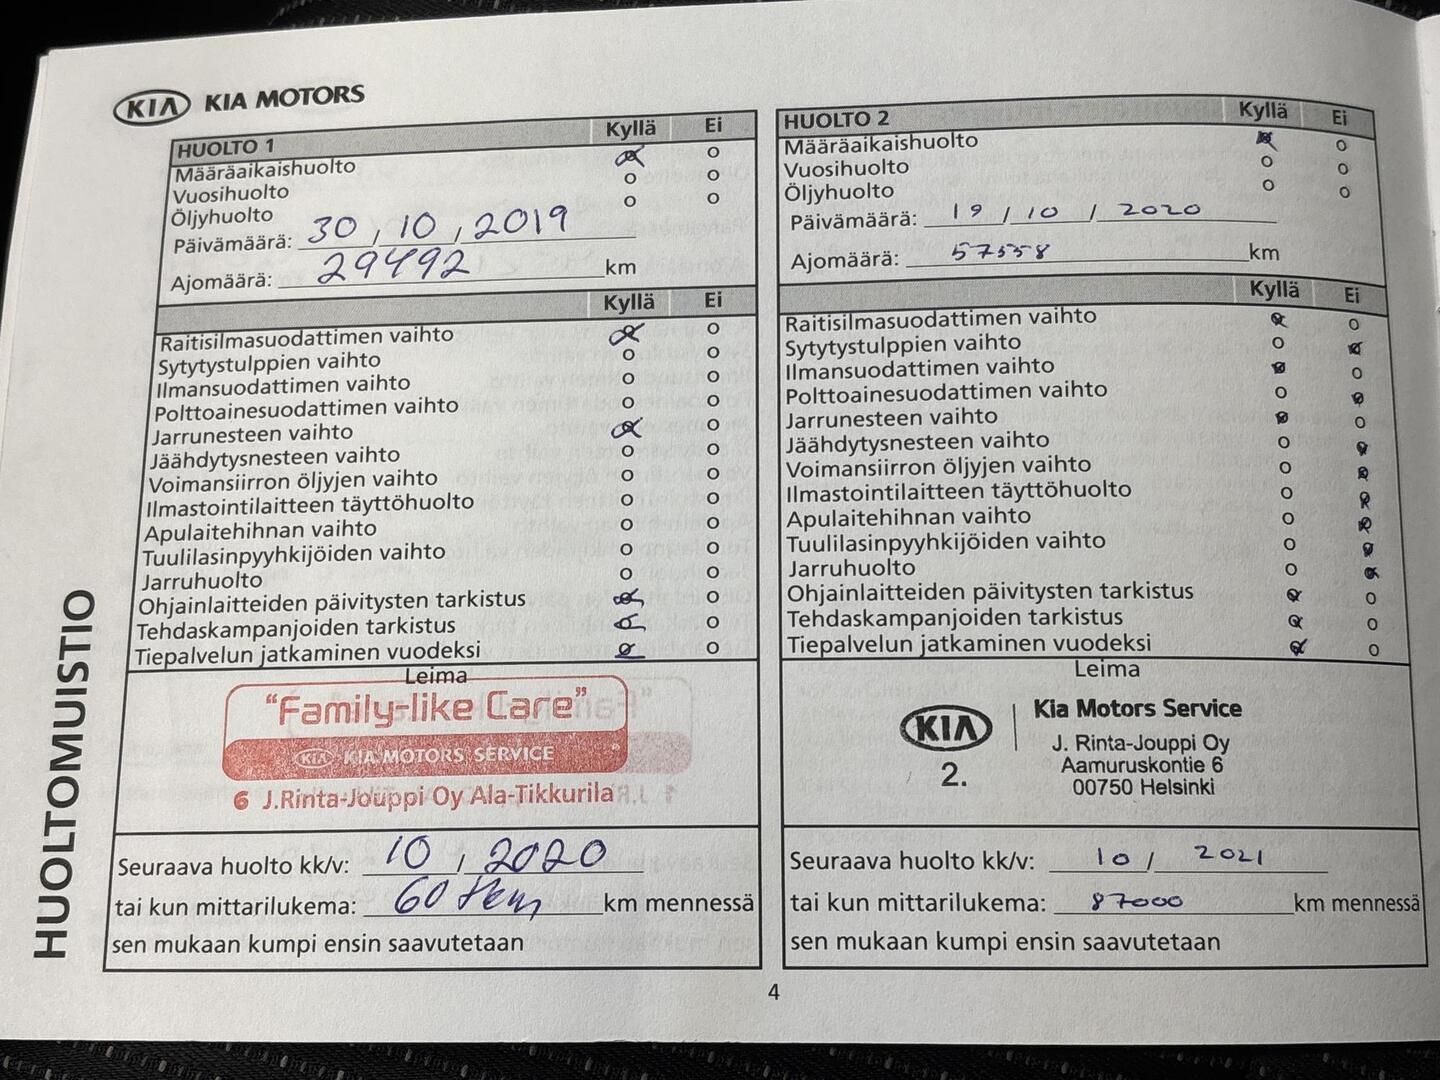 KIA KIA MOTORS
HUOLTOMUISTIO
HUOLTO 1 Kyllä Ei
Määräaikaishuolto
Vuosihuolto
Öljyhuolto
Päivämäärä: 30 / 10 / 2019
Ajomäärä: 29492 km
Kyllä Ei
Raitisilmasuodattimen vaihto
Sytytystulppien vaihto
Ilmansuodattimen vaihto
Polttoainesuodattimen vaihto
Jarrunesteen vaihto
Jäähdytysnesteen vaihto
Voimansiirron öljyjen vaihto
Ilmastointilaitteen täyttöhuolto
Apulaitehihnan vaihto
Tuulilasinpyyhkijöiden vaihto
Jarruhuolto
Ohjainlaitteiden päivitysten tarkistus
Tehdaskampanjoiden tarkistus
Tiepalvelun jatkaminen vuodeksi
Leima
"Family-like Care"
KIA KIA MOTORS SERVICE
6 J.Rinta-Jouppi Oy Ala-Tikkurila
Seuraava huolto kk/v: 10 / 2020
tai kun mittarilukema: 60 tkm km mennessä
sen mukaan kumpi ensin saavutetaan
HUOLTO 2 Kyllä Ei
Määräaikaishuolto
Vuosihuolto
Öljyhuolto
Päivämäärä: 19 / 10 / 2020
Ajomäärä: 57558 km
Kyllä Ei
Raitisilmasuodattimen vaihto
Sytytystulppien vaihto
Ilmansuodattimen vaihto
Polttoainesuodattimen vaihto
Jarrunesteen vaihto
Jäähdytysnesteen vaihto
Voimansiirron öljyjen vaihto
Ilmastointilaitteen täyttöhuolto
Apulaitehihnan vaihto
Tuulilasinpyyhkijöiden vaihto
Jarruhuolto
Ohjainlaitteiden päivitysten tarkistus
Tehdaskampanjoiden tarkistus
Tiepalvelun jatkaminen vuodeksi
Leima
KIA Kia Motors Service
J. Rinta-Jouppi Oy
2. Aamuruskontie 6
00750 Helsinki
Seuraava huolto kk/v: 10 / 2021
tai kun mittarilukema: 87000 km mennessä
sen mukaan kumpi ensin saavutetaan
4